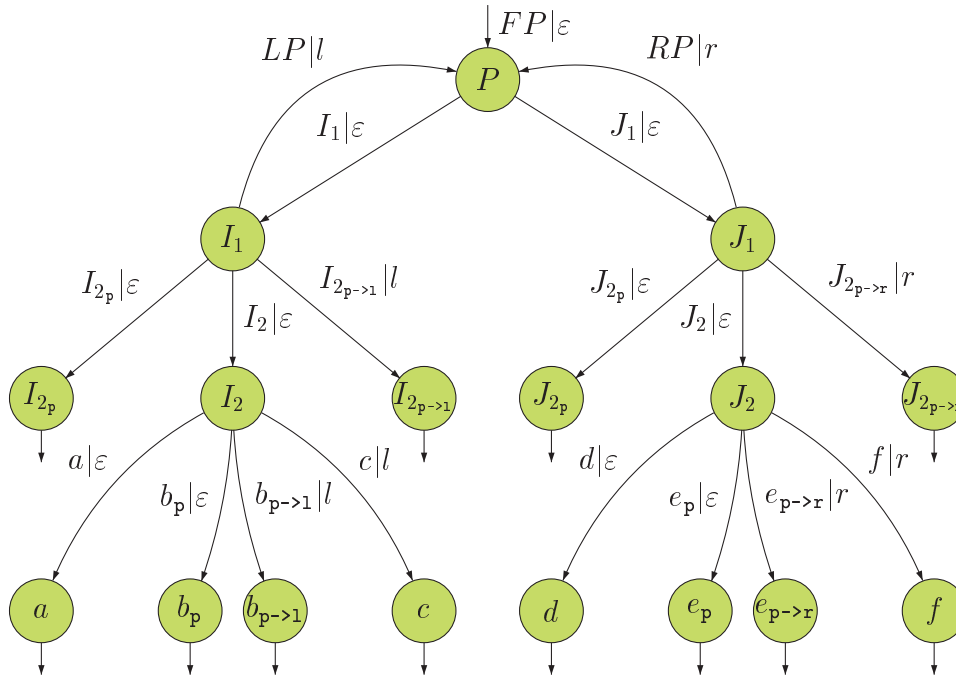 FP|ε
LP|l
RP|r
P
I₁|ε
J₁|ε
I₁
J₁
I₂ₚ|ε
I₂|ε
I₂p->l|l
J₂ₚ|ε
J₂|ε
J₂p->r|r
I₂ₚ
I₂
I₂p->l
J₂ₚ
J₂
J₂p->r
a|ε
bₚ|ε
bp->l|l
c|l
d|ε
eₚ|ε
ep->r|r
f|r
a
bₚ
bp->l
c
d
eₚ
ep->r
f